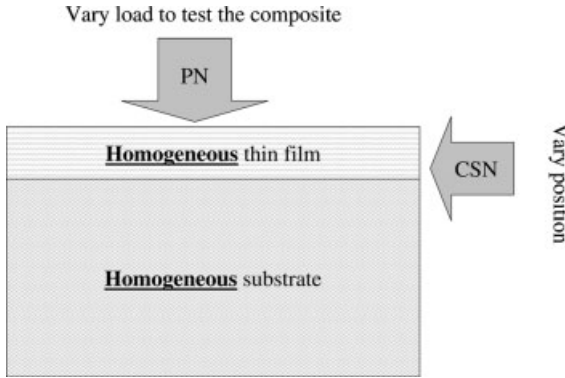 Vary load to test the composite
PN
Homogeneous thin film
CSN
Vary position
Homogeneous substrate